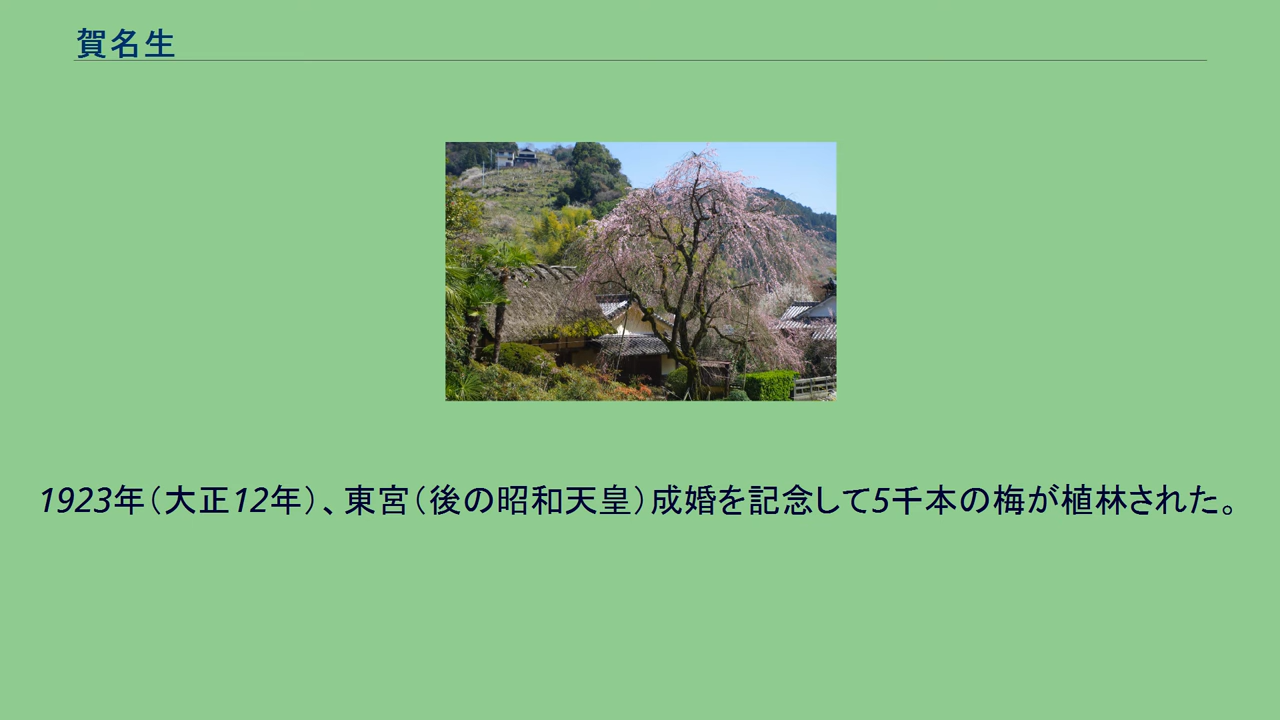 賀名生
1923年（大正12年）、東宮（後の昭和天皇）成婚を記念して5千本の梅が植林された。